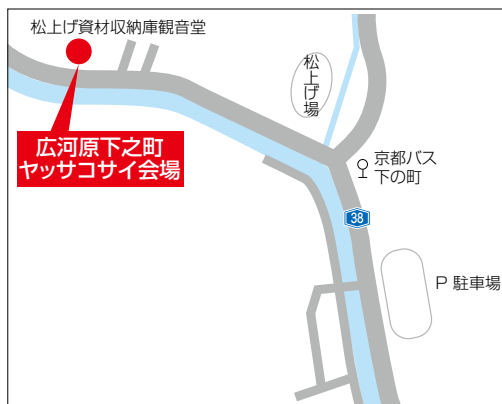 松上げ資材収納庫観音堂
松上げ場
広河原下之町
ヤッサコサイ会場
京都バス
下の町
38
P 駐車場